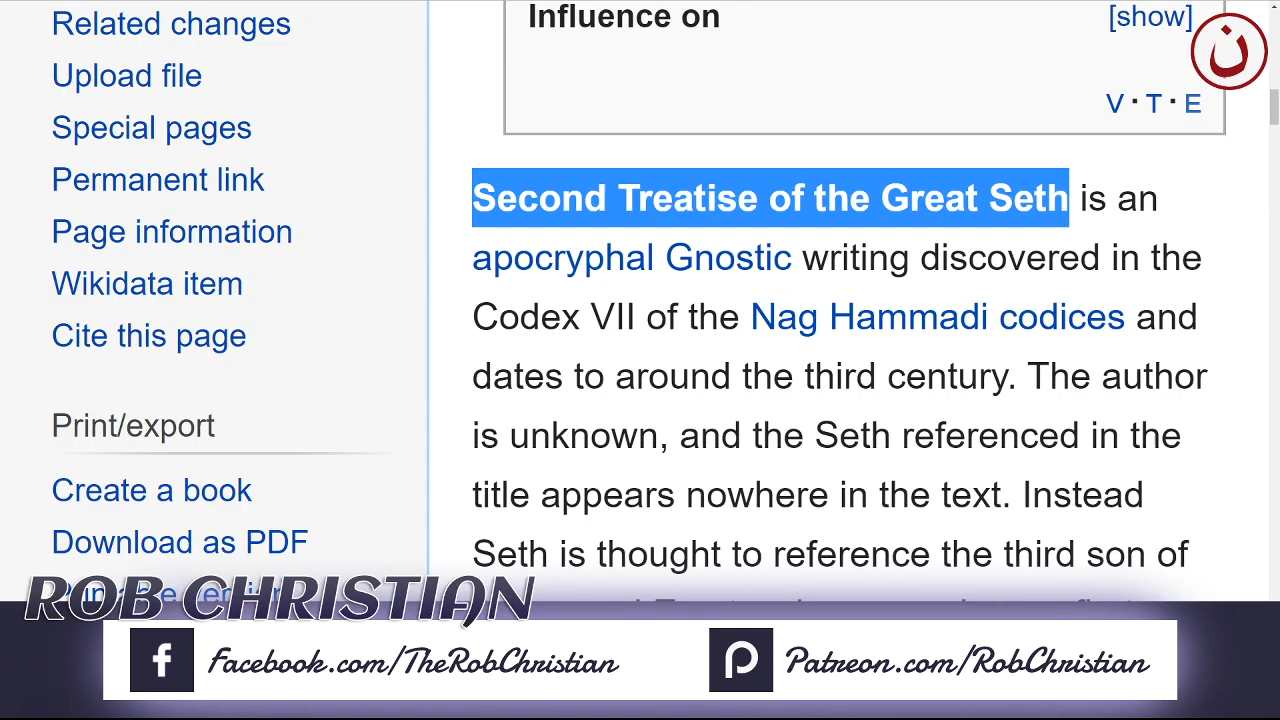 Related changes
Upload file
Special pages
Permanent link
Page information
Wikidata item
Cite this page
Print/export
Create a book
Download as PDF
Influence on [show]
V · T · E
ن
Second Treatise of the Great Seth is an
apocryphal Gnostic writing discovered in the
Codex VII of the Nag Hammadi codices and
dates to around the third century. The author
is unknown, and the Seth referenced in the
title appears nowhere in the text. Instead
Seth is thought to reference the third son of
ROB CHRISTIAN
Facebook.com/TheRobChristian
Patreon.com/RobChristian